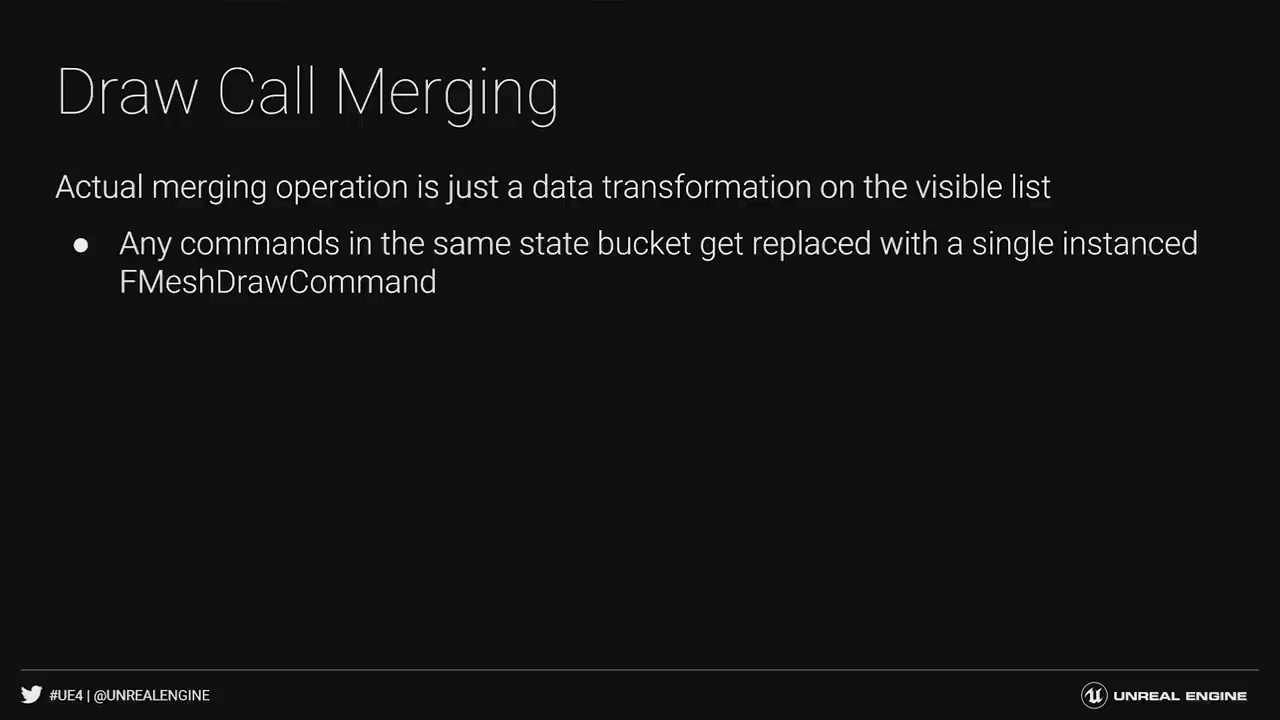 Draw Call Merging
Actual merging operation is just a data transformation on the visible list
● Any commands in the same state bucket get replaced with a single instanced
FMeshDrawCommand
#UE4 | @UNREALENGINE
UNREAL ENGINE